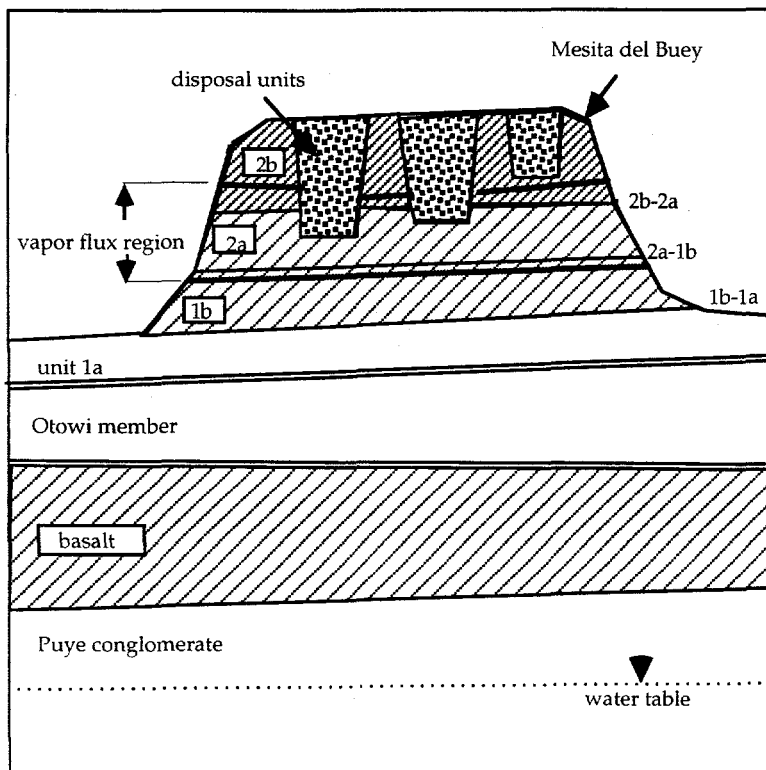 Mesita del Buey
disposal units
2b
2b-2a
vapor flux region
2a
2a-1b
1b
1b-1a
unit 1a
Otowi member
basalt
Puye conglomerate
water table